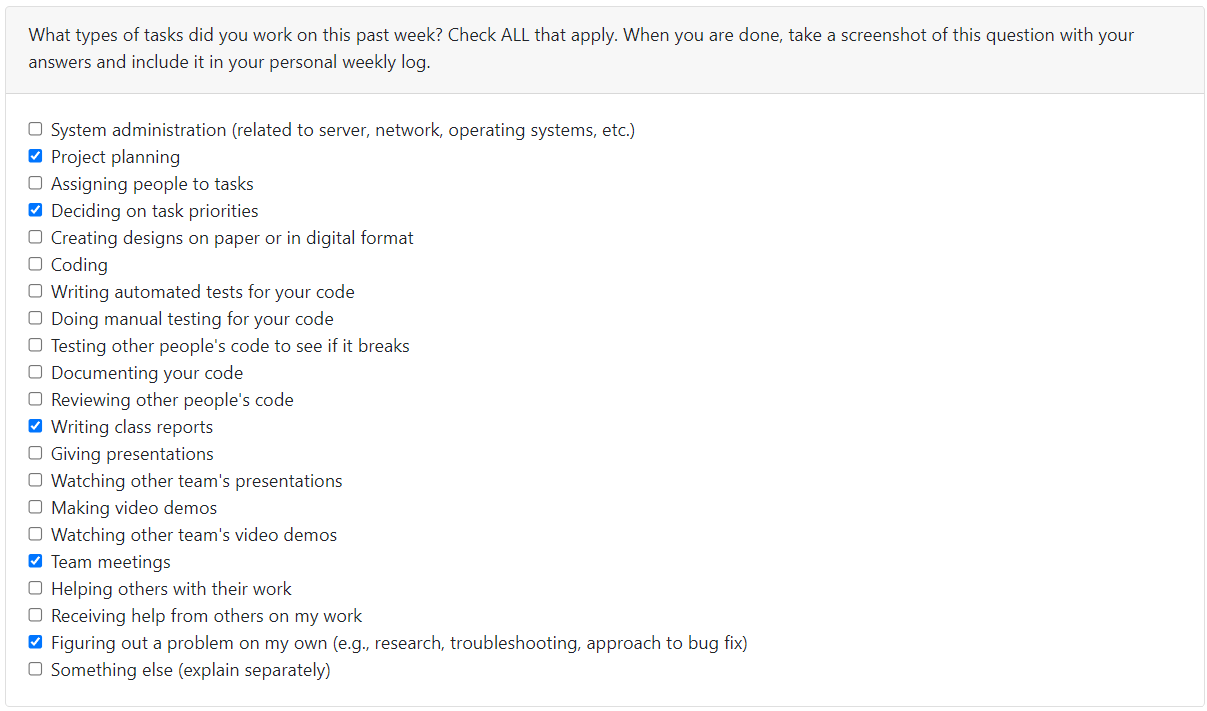 What types of tasks did you work on this past week? Check ALL that apply. When you are done, take a screenshot of this question with your
answers and include it in your personal weekly log.
System administration (related to server, network, operating systems, etc.)
Project planning
Assigning people to tasks
Deciding on task priorities
Creating designs on paper or in digital format
Coding
Writing automated tests for your code
Doing manual testing for your code
Testing other people's code to see if it breaks
Documenting your code
Reviewing other people's code
Writing class reports
Giving presentations
Watching other team's presentations
Making video demos
Watching other team's video demos
Team meetings
Helping others with their work
Receiving help from others on my work
Figuring out a problem on my own (e.g., research, troubleshooting, approach to bug fix)
Something else (explain separately)